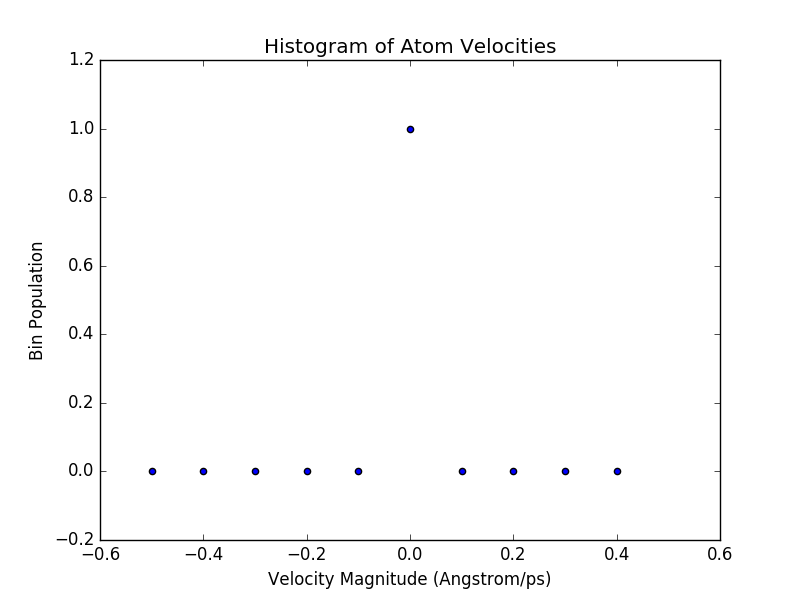 Histogram of Atom Velocities
1.2
1.0
0.8
0.6
0.4
0.2
0.0
−0.2
Bin Population
−0.6 −0.4 −0.2 0.0 0.2 0.4 0.6
Velocity Magnitude (Angstrom/ps)